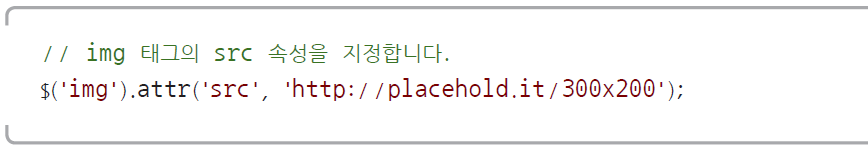 // img 태그의 src 속성을 지정합니다.
$('img').attr('src', 'http://placehold.it/300x200');